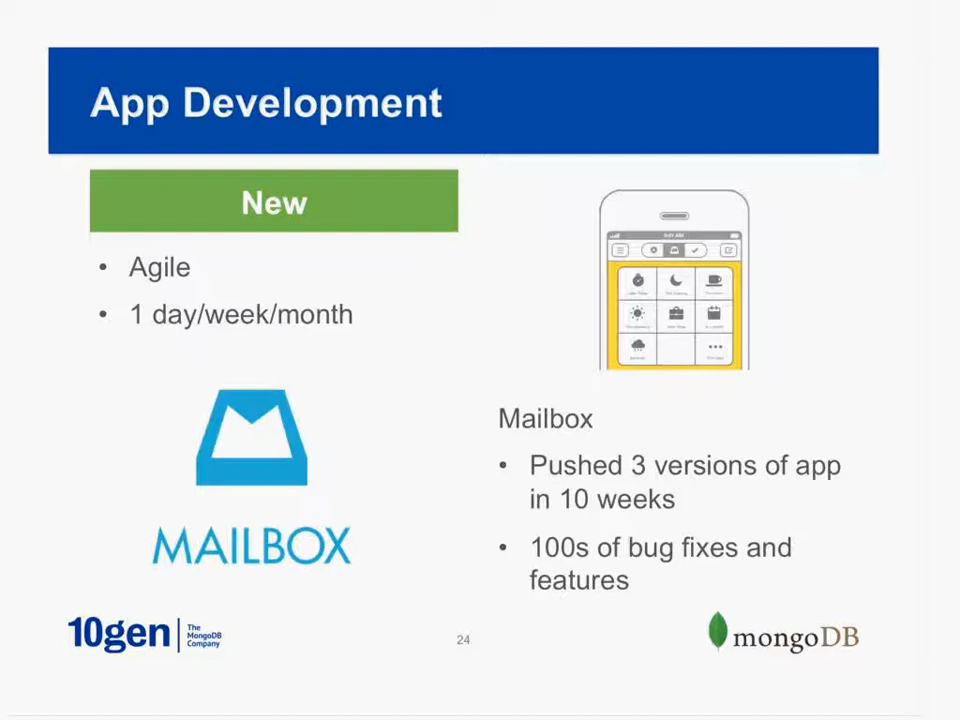 App Development
New
• Agile
• 1 day/week/month
MAILBOX
Mailbox
• Pushed 3 versions of app
in 10 weeks
• 100s of bug fixes and
features
10gen
The
MongoDB
Company
24
mongoDB